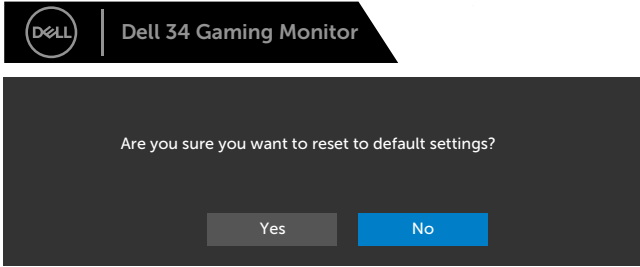 DELL
Dell 34 Gaming Monitor
Are you sure you want to reset to default settings?
Yes No